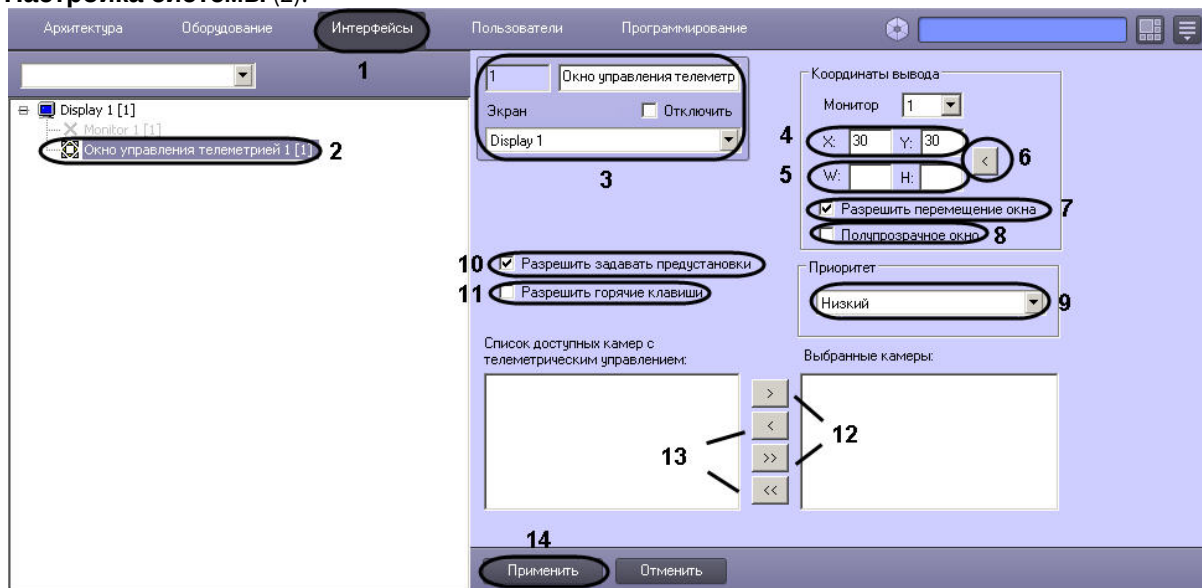 Настройка системы (2).
Архитектура Оборудование Интерфейсы Пользователи Программирование
1
Display 1 [1]
Monitor 1 [1]
Окно управления телеметрией 1 [1] 2
1 Окно управления телеметр
Экран Отключить
Display 1
3
Координаты вывода
Монитор 1
4 X: 30 Y: 30
5 W: H:
< 6
Разрешить перемещение окна 7
Полупрозрачное окно 8
10 Разрешить задавать предустановки
11 Разрешить горячие клавиши
Приоритет
Низкий 9
Список доступных камер с
телеметрическим управлением:
Выбранные камеры:
>
<
>>
<<
12
13
14
Применить Отменить